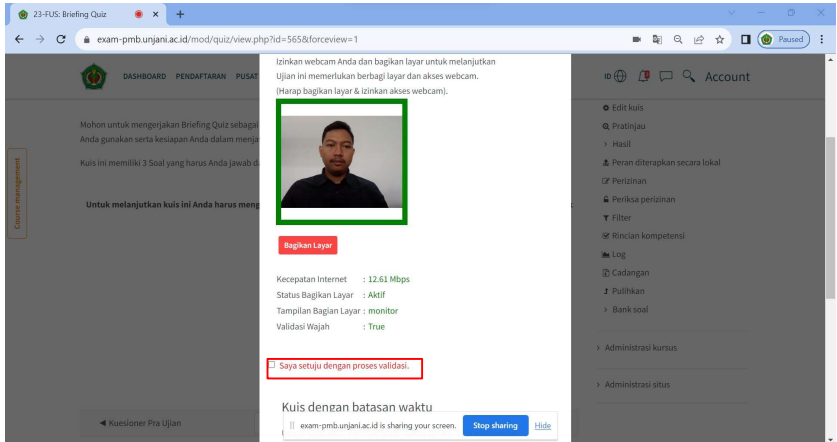 23-FUS: Briefing Quiz
exam-pmb.unjani.ac.id/mod/quiz/view.php?id=565&forceview=1
Paused
DASHBOARD PENDAFTARAN PUSAT
ID
Account
Izinkan webcam Anda dan bagikan layar untuk melanjutkan
Ujian ini memerlukan berbagi layar dan akses webcam.
(Harap bagikan layar & izinkan akses webcam).
Mohon untuk mengerjakan Briefing Quiz sebagai
Anda gunakan serta kesiapan Anda dalam menja
Kuis ini memiliki 3 Soal yang harus Anda jawab d
Untuk melanjutkan kuis ini Anda harus meng
Course management
Bagikan Layar
Kecepatan Internet : 12.61 Mbps
Status Bagikan Layar : Aktif
Tampilan Bagian Layar : monitor
Validasi Wajah : True
Saya setuju dengan proses validasi.
Kuis dengan batasan waktu
exam-pmb.unjani.ac.id is sharing your screen.
Stop sharing
Hide
Kuesioner Pra Ujian
Edit kuis
Pratinjau
Hasil
Peran diterapkan secara lokal
Perizinan
Periksa perizinan
Filter
Rincian kompetensi
Log
Cadangan
Pulihkan
Bank soal
Administrasi kursus
Administrasi situs